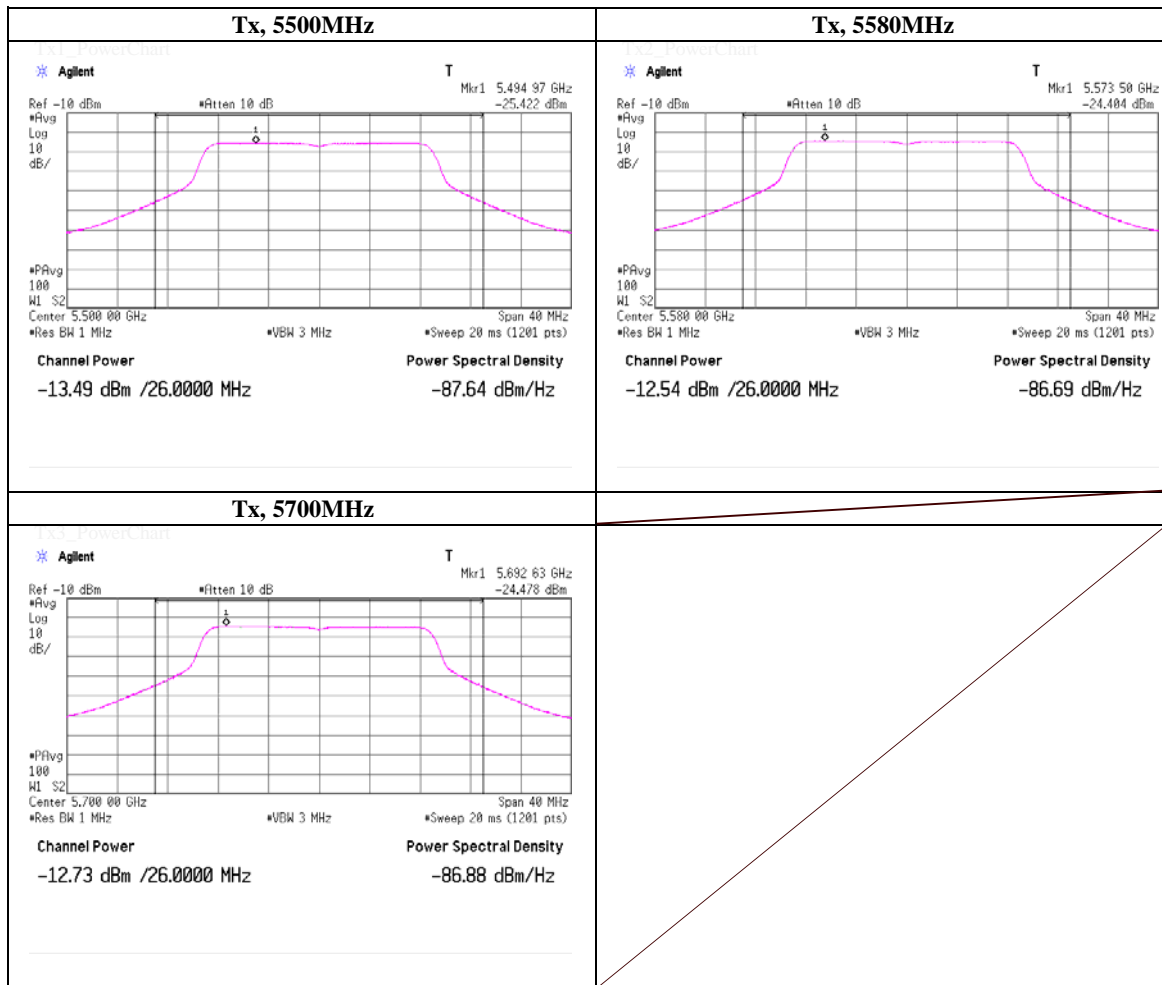 Tx, 5500MHz
Tx1_PowerChart
Agilent
T
Mkr1 5.494 97 GHz
Ref -10 dBm
#Atten 10 dB
-25.422 dBm
#Avg
Log
10
dB/
1
#PAvg
100
W1 S2
Center 5.500 00 GHz
Span 40 MHz
#Res BW 1 MHz
#VBW 3 MHz
#Sweep 20 ms (1201 pts)
Channel Power
Power Spectral Density
-13.49 dBm /26.0000 MHz
-87.64 dBm/Hz
Tx, 5580MHz
Tx2_PowerChart
Agilent
T
Mkr1 5.573 50 GHz
Ref -10 dBm
#Atten 10 dB
-24.404 dBm
#Avg
Log
10
dB/
1
#PAvg
100
W1 S2
Center 5.580 00 GHz
Span 40 MHz
#Res BW 1 MHz
#VBW 3 MHz
#Sweep 20 ms (1201 pts)
Channel Power
Power Spectral Density
-12.54 dBm /26.0000 MHz
-86.69 dBm/Hz
Tx, 5700MHz
Tx3_PowerChart
Agilent
T
Mkr1 5.692 63 GHz
Ref -10 dBm
#Atten 10 dB
-24.478 dBm
#Avg
Log
10
dB/
1
#PAvg
100
W1 S2
Center 5.700 00 GHz
Span 40 MHz
#Res BW 1 MHz
#VBW 3 MHz
#Sweep 20 ms (1201 pts)
Channel Power
Power Spectral Density
-12.73 dBm /26.0000 MHz
-86.88 dBm/Hz